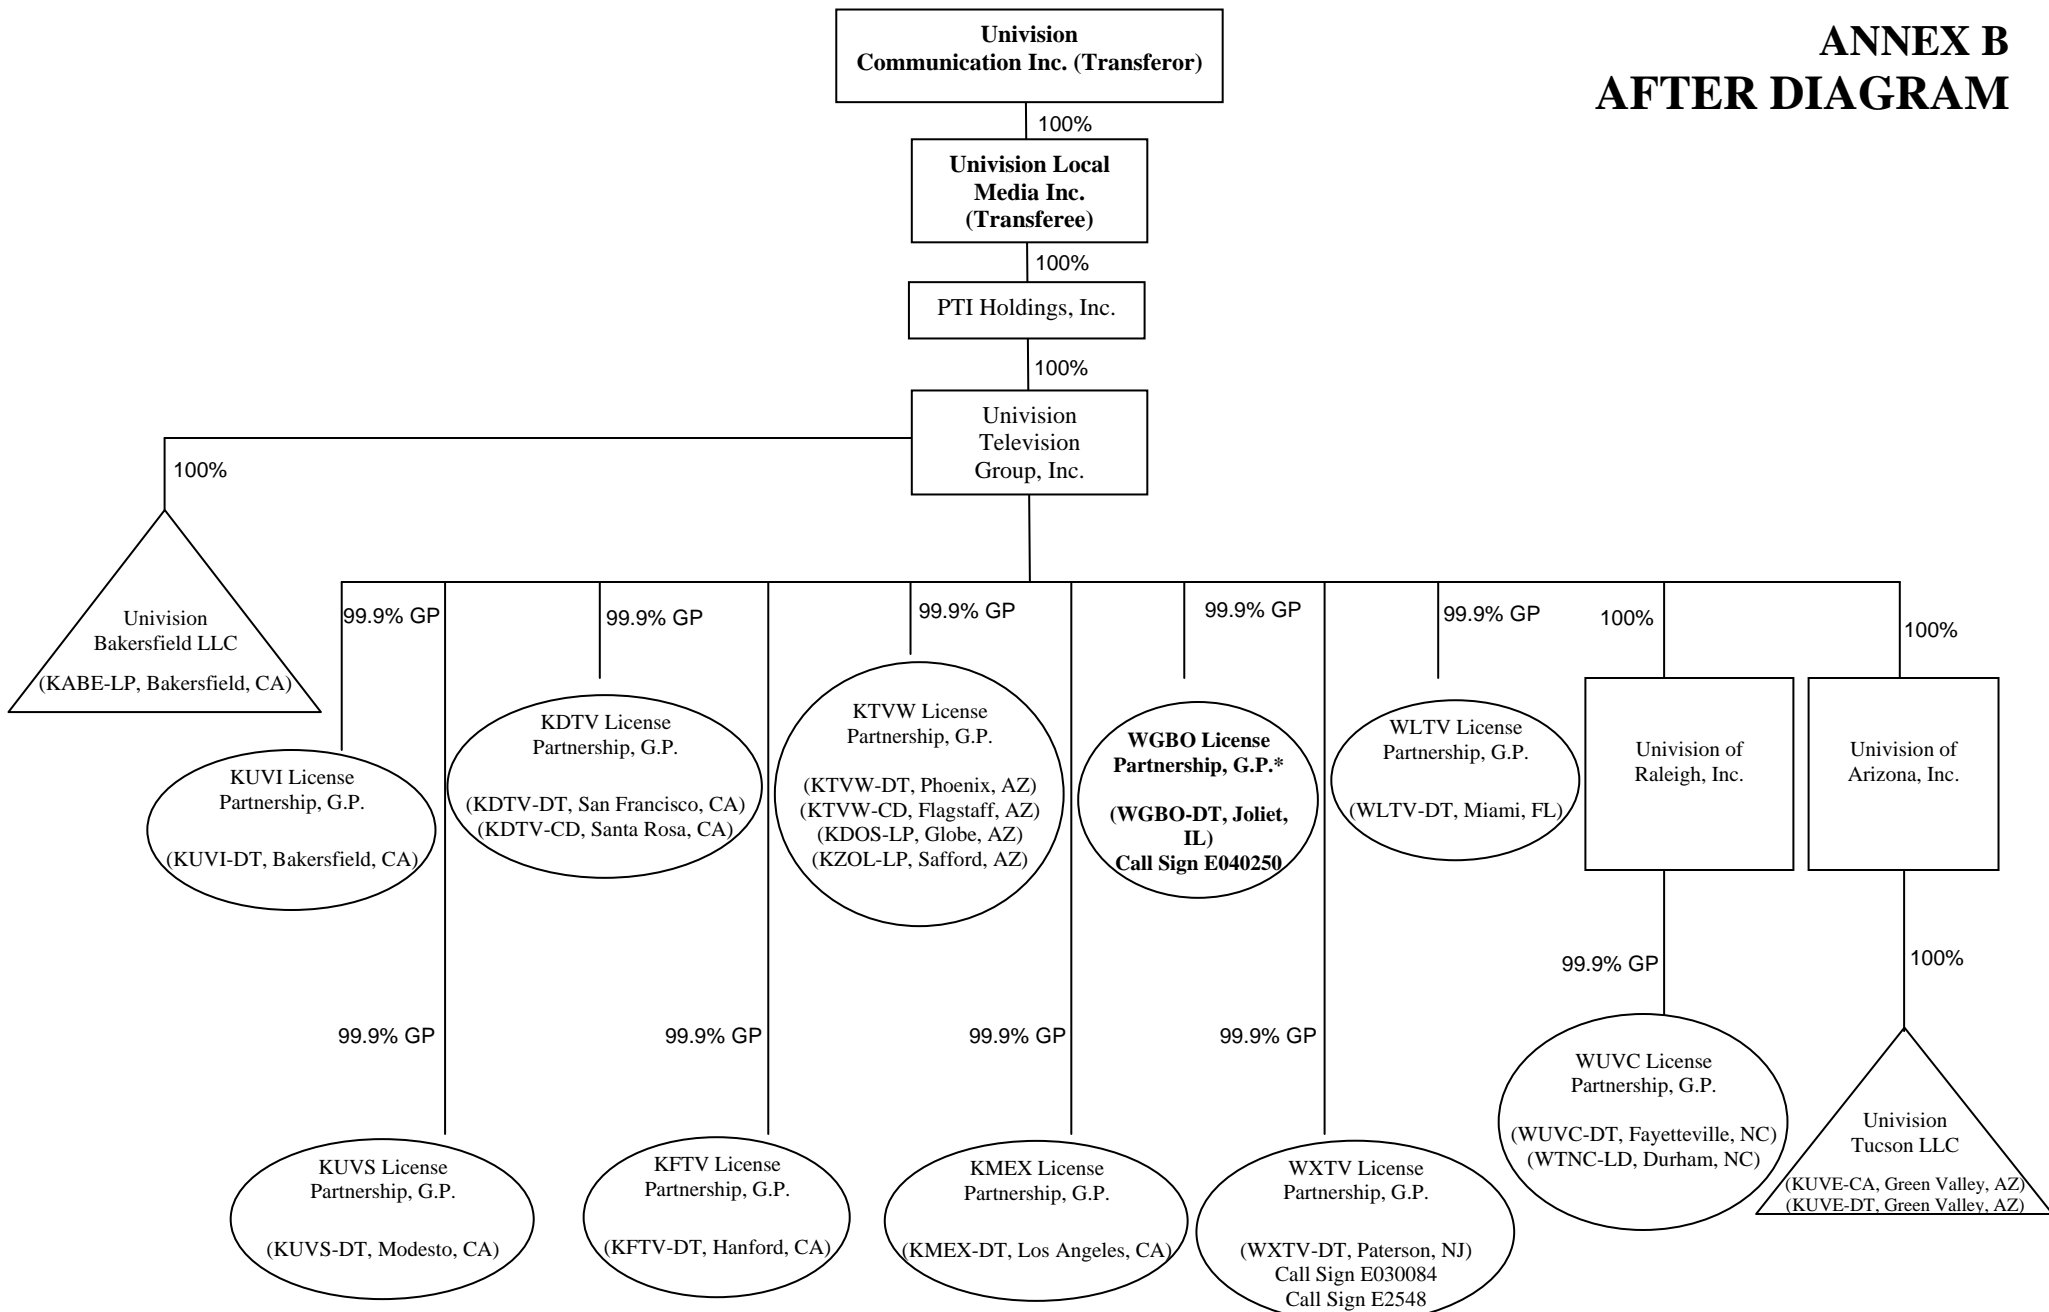 ANNEX B
AFTER DIAGRAM
Univision
Communication Inc. (Transferor)
100%
Univision Local
Media Inc.
(Transferee)
100%
PTI Holdings, Inc.
100%
Univision
Television
Group, Inc.
100%
Univision
Bakersfield LLC
(KABE-LP, Bakersfield, CA)
99.9% GP
99.9% GP
99.9% GP
99.9% GP
99.9% GP
100%
100%
KUVI License
Partnership, G.P.
(KUVI-DT, Bakersfield, CA)
KDTV License
Partnership, G.P.
(KDTV-DT, San Francisco, CA)
(KDTV-CD, Santa Rosa, CA)
KTVW License
Partnership, G.P.
(KTVW-DT, Phoenix, AZ)
(KTVW-CD, Flagstaff, AZ)
(KDOS-LP, Globe, AZ)
(KZOL-LP, Safford, AZ)
WGBO License
Partnership, G.P.*
(WGBO-DT, Joliet,
IL)
Call Sign E040250
WLTV License
Partnership, G.P.
(WLTV-DT, Miami, FL)
Univision of
Raleigh, Inc.
Univision of
Arizona, Inc.
99.9% GP
100%
99.9% GP
99.9% GP
99.9% GP
99.9% GP
KUVS License
Partnership, G.P.
(KUVS-DT, Modesto, CA)
KFTV License
Partnership, G.P.
(KFTV-DT, Hanford, CA)
KMEX License
Partnership, G.P.
(KMEX-DT, Los Angeles, CA)
WXTV License
Partnership, G.P.
(WXTV-DT, Paterson, NJ)
Call Sign E030084
Call Sign E2548
WUVC License
Partnership, G.P.
(WUVC-DT, Fayetteville, NC)
(WTNC-LD, Durham, NC)
Univision
Tucson LLC
(KUVE-CA, Green Valley, AZ)
(KUVE-DT, Green Valley, AZ)